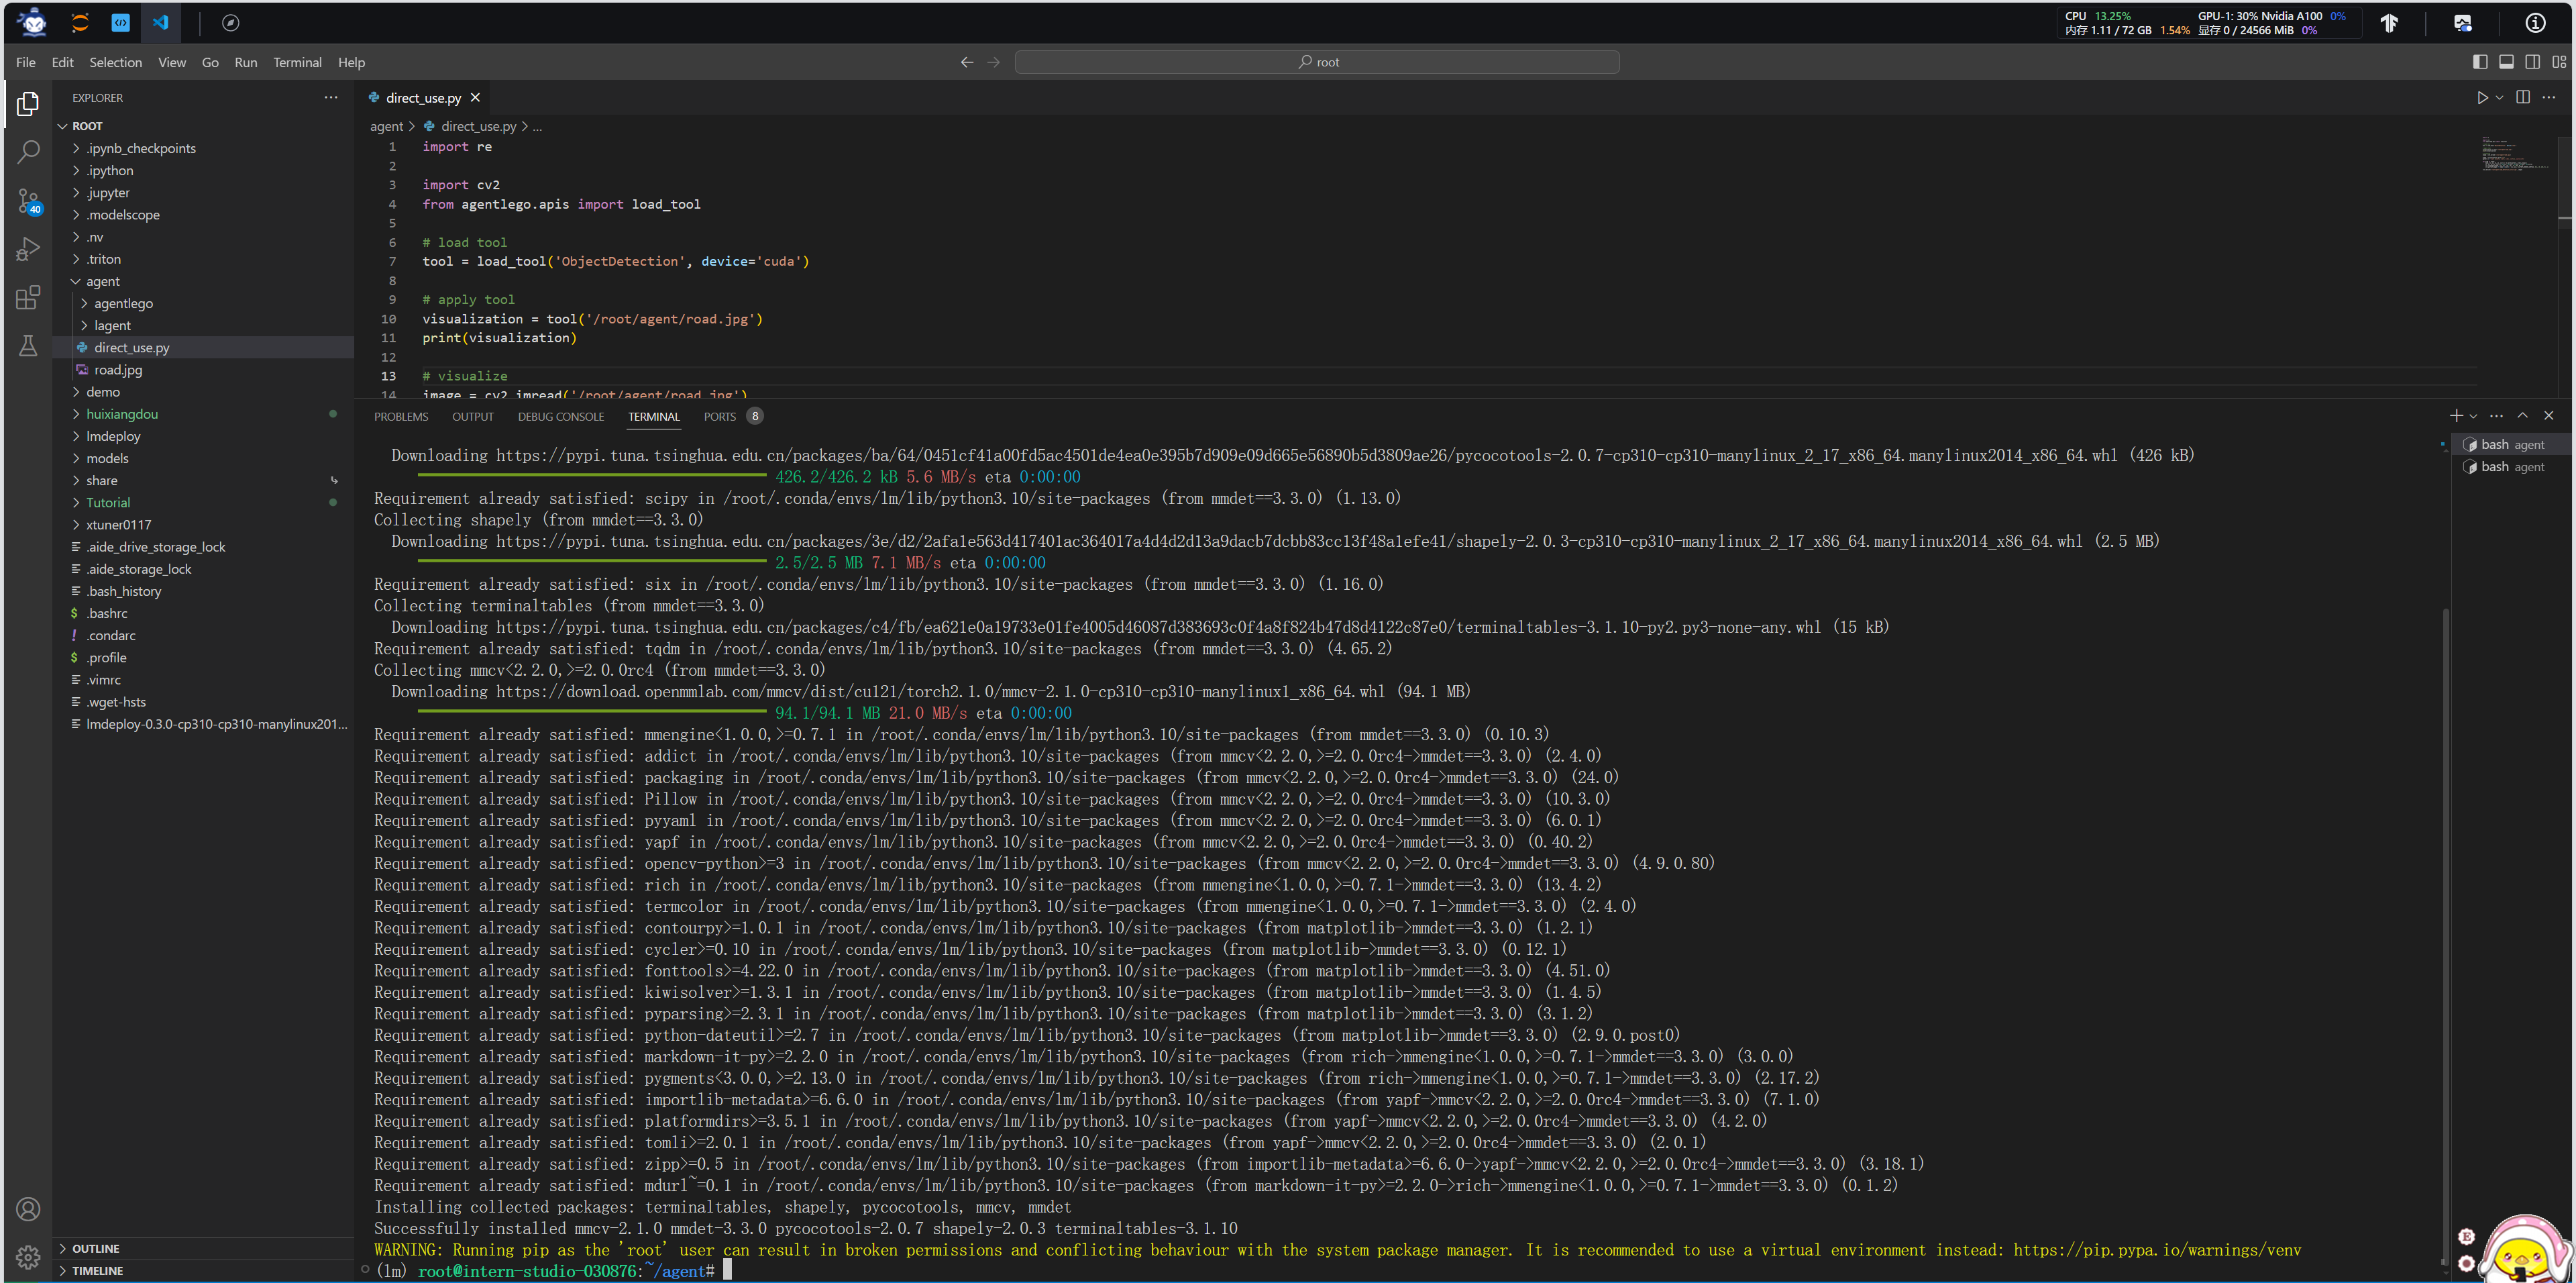 CPU 13.25% GPU-1: 30% Nvidia A100 0%
内存 1.11 / 72 GB 1.54% 显存 0 / 24566 MiB 0%
File Edit Selection View Go Run Terminal Help
root
EXPLORER
ROOT
.ipynb_checkpoints
.ipython
.jupyter
.modelscope
.nv
.triton
agent
agentlego
lagent
direct_use.py
road.jpg
demo
huixiangdou
lmdeploy
models
share
Tutorial
xtuner0117
.aide_drive_storage_lock
.aide_storage_lock
.bash_history
.bashrc
.condarc
.profile
.vimrc
.wget-hsts
lmdeploy-0.3.0-cp310-cp310-manylinux201...
OUTLINE
TIMELINE
40
direct_use.py
agent > direct_use.py > ...
1 import re
2
3 import cv2
4 from agentlego.apis import load_tool
5
6 # load tool
7 tool = load_tool('ObjectDetection', device='cuda')
8
9 # apply tool
10 visualization = tool('/root/agent/road.jpg')
11 print(visualization)
12
13 # visualize
14 image = cv2.imread('/root/agent/road.jpg')
PROBLEMS OUTPUT DEBUG CONSOLE TERMINAL PORTS 8
bash agent
bash agent
Downloading https://pypi.tuna.tsinghua.edu.cn/packages/ba/64/0451cf41a00fd5ac4501de4ea0e395b7d909e09d665e56890b5d3809ae26/pycocotools-2.0.7-cp310-cp310-manylinux_2_17_x86_64.manylinux2014_x86_64.whl (426 kB)
426.2/426.2 kB 5.6 MB/s eta 0:00:00
Requirement already satisfied: scipy in /root/.conda/envs/lm/lib/python3.10/site-packages (from mmdet==3.3.0) (1.13.0)
Collecting shapely (from mmdet==3.3.0)
Downloading https://pypi.tuna.tsinghua.edu.cn/packages/3e/d2/2afa1e563d417401ac364017a4d4d2d13a9dacb7dcbb83cc13f48a1efe41/shapely-2.0.3-cp310-cp310-manylinux_2_17_x86_64.manylinux2014_x86_64.whl (2.5 MB)
2.5/2.5 MB 7.1 MB/s eta 0:00:00
Requirement already satisfied: six in /root/.conda/envs/lm/lib/python3.10/site-packages (from mmdet==3.3.0) (1.16.0)
Collecting terminaltables (from mmdet==3.3.0)
Downloading https://pypi.tuna.tsinghua.edu.cn/packages/c4/fb/ea621e0a19733e01fe4005d46087d383693c0f4a8f824b47d8d4122c87e0/terminaltables-3.1.10-py2.py3-none-any.whl (15 kB)
Requirement already satisfied: tqdm in /root/.conda/envs/lm/lib/python3.10/site-packages (from mmdet==3.3.0) (4.65.2)
Collecting mmcv<2.2.0,>=2.0.0rc4 (from mmdet==3.3.0)
Downloading https://download.openmmlab.com/mmcv/dist/cu121/torch2.1.0/mmcv-2.1.0-cp310-cp310-manylinux1_x86_64.whl (94.1 MB)
94.1/94.1 MB 21.0 MB/s eta 0:00:00
Requirement already satisfied: mmengine<1.0.0,>=0.7.1 in /root/.conda/envs/lm/lib/python3.10/site-packages (from mmdet==3.3.0) (0.10.3)
Requirement already satisfied: addict in /root/.conda/envs/lm/lib/python3.10/site-packages (from mmcv<2.2.0,>=2.0.0rc4->mmdet==3.3.0) (2.4.0)
Requirement already satisfied: packaging in /root/.conda/envs/lm/lib/python3.10/site-packages (from mmcv<2.2.0,>=2.0.0rc4->mmdet==3.3.0) (24.0)
Requirement already satisfied: Pillow in /root/.conda/envs/lm/lib/python3.10/site-packages (from mmcv<2.2.0,>=2.0.0rc4->mmdet==3.3.0) (10.3.0)
Requirement already satisfied: pyyaml in /root/.conda/envs/lm/lib/python3.10/site-packages (from mmcv<2.2.0,>=2.0.0rc4->mmdet==3.3.0) (6.0.1)
Requirement already satisfied: yapf in /root/.conda/envs/lm/lib/python3.10/site-packages (from mmcv<2.2.0,>=2.0.0rc4->mmdet==3.3.0) (0.40.2)
Requirement already satisfied: opencv-python>=3 in /root/.conda/envs/lm/lib/python3.10/site-packages (from mmcv<2.2.0,>=2.0.0rc4->mmdet==3.3.0) (4.9.0.80)
Requirement already satisfied: rich in /root/.conda/envs/lm/lib/python3.10/site-packages (from mmengine<1.0.0,>=0.7.1->mmdet==3.3.0) (13.4.2)
Requirement already satisfied: termcolor in /root/.conda/envs/lm/lib/python3.10/site-packages (from mmengine<1.0.0,>=0.7.1->mmdet==3.3.0) (2.4.0)
Requirement already satisfied: contourpy>=1.0.1 in /root/.conda/envs/lm/lib/python3.10/site-packages (from matplotlib->mmdet==3.3.0) (1.2.1)
Requirement already satisfied: cycler>=0.10 in /root/.conda/envs/lm/lib/python3.10/site-packages (from matplotlib->mmdet==3.3.0) (0.12.1)
Requirement already satisfied: fonttools>=4.22.0 in /root/.conda/envs/lm/lib/python3.10/site-packages (from matplotlib->mmdet==3.3.0) (4.51.0)
Requirement already satisfied: kiwisolver>=1.3.1 in /root/.conda/envs/lm/lib/python3.10/site-packages (from matplotlib->mmdet==3.3.0) (1.4.5)
Requirement already satisfied: pyparsing>=2.3.1 in /root/.conda/envs/lm/lib/python3.10/site-packages (from matplotlib->mmdet==3.3.0) (3.1.2)
Requirement already satisfied: python-dateutil>=2.7 in /root/.conda/envs/lm/lib/python3.10/site-packages (from matplotlib->mmdet==3.3.0) (2.9.0.post0)
Requirement already satisfied: markdown-it-py>=2.2.0 in /root/.conda/envs/lm/lib/python3.10/site-packages (from rich->mmengine<1.0.0,>=0.7.1->mmdet==3.3.0) (3.0.0)
Requirement already satisfied: pygments<3.0.0,>=2.13.0 in /root/.conda/envs/lm/lib/python3.10/site-packages (from rich->mmengine<1.0.0,>=0.7.1->mmdet==3.3.0) (2.17.2)
Requirement already satisfied: importlib-metadata>=6.6.0 in /root/.conda/envs/lm/lib/python3.10/site-packages (from yapf->mmcv<2.2.0,>=2.0.0rc4->mmdet==3.3.0) (7.1.0)
Requirement already satisfied: platformdirs>=3.5.1 in /root/.conda/envs/lm/lib/python3.10/site-packages (from yapf->mmcv<2.2.0,>=2.0.0rc4->mmdet==3.3.0) (4.2.0)
Requirement already satisfied: tomli>=2.0.1 in /root/.conda/envs/lm/lib/python3.10/site-packages (from yapf->mmcv<2.2.0,>=2.0.0rc4->mmdet==3.3.0) (2.0.1)
Requirement already satisfied: zipp>=0.5 in /root/.conda/envs/lm/lib/python3.10/site-packages (from importlib-metadata>=6.6.0->yapf->mmcv<2.2.0,>=2.0.0rc4->mmdet==3.3.0) (3.18.1)
Requirement already satisfied: mdurl~=0.1 in /root/.conda/envs/lm/lib/python3.10/site-packages (from markdown-it-py>=2.2.0->rich->mmengine<1.0.0,>=0.7.1->mmdet==3.3.0) (0.1.2)
Installing collected packages: terminaltables, shapely, pycocotools, mmcv, mmdet
Successfully installed mmcv-2.1.0 mmdet-3.3.0 pycocotools-2.0.7 shapely-2.0.3 terminaltables-3.1.10
WARNING: Running pip as the 'root' user can result in broken permissions and conflicting behaviour with the system package manager. It is recommended to use a virtual environment instead: https://pip.pypa.io/warnings/venv
(lm) root@intern-studio-030876:~/agent#